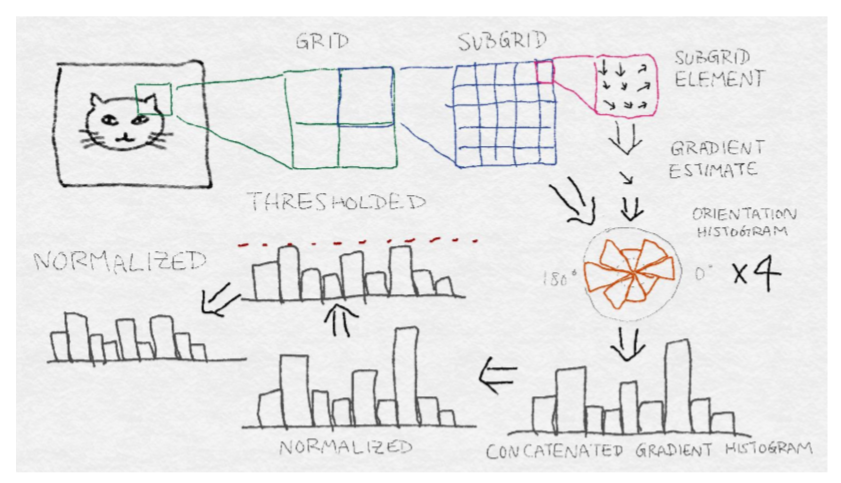 GRID
SUBGRID
SUBGRID
ELEMENT
GRADIENT
ESTIMATE
THRESHOLDED
ORIENTATION
HISTOGRAM
NORMALIZED
180°
0°
x4
NORMALIZED
CONCATENATED GRADIENT HISTOGRAM